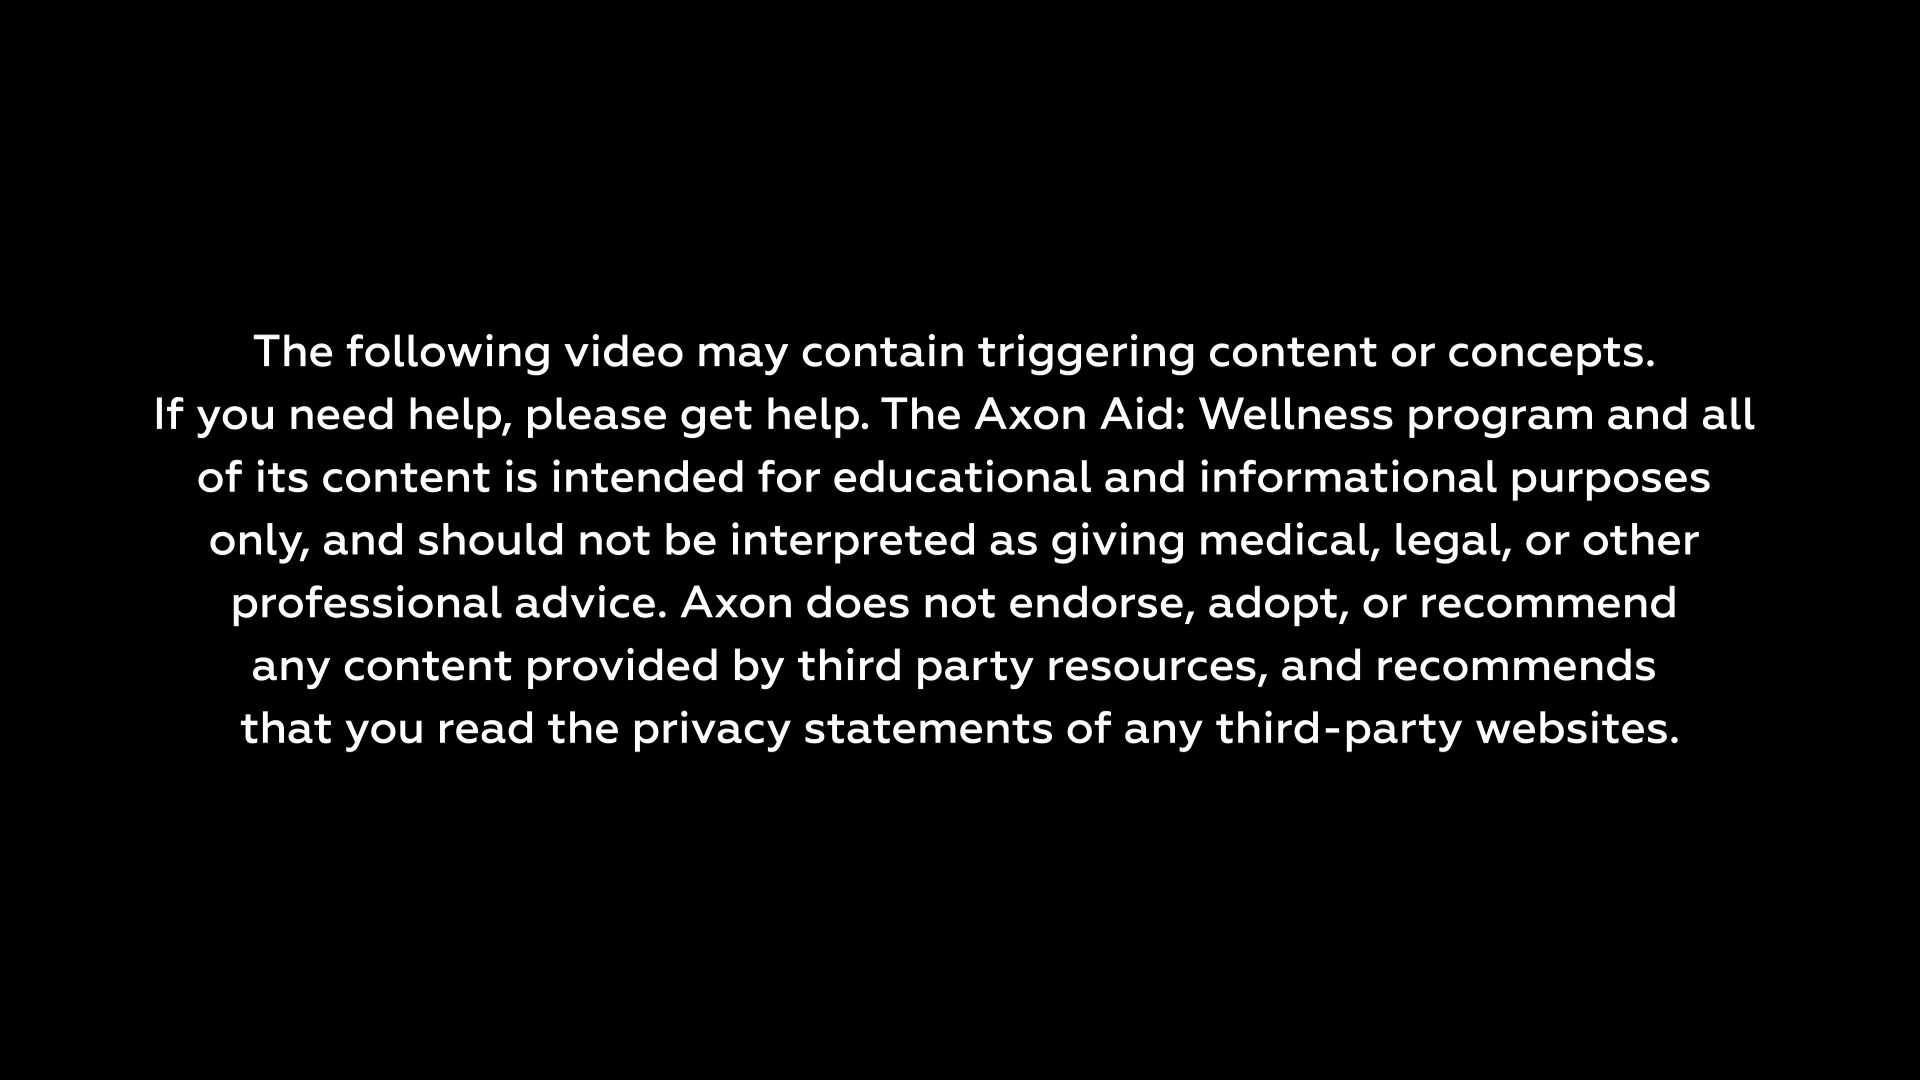 The following video may contain triggering content or concepts.
If you need help, please get help. The Axon Aid: Wellness program and all
of its content is intended for educational and informational purposes
only, and should not be interpreted as giving medical, legal, or other
professional advice. Axon does not endorse, adopt, or recommend
any content provided by third party resources, and recommends
that you read the privacy statements of any third-party websites.